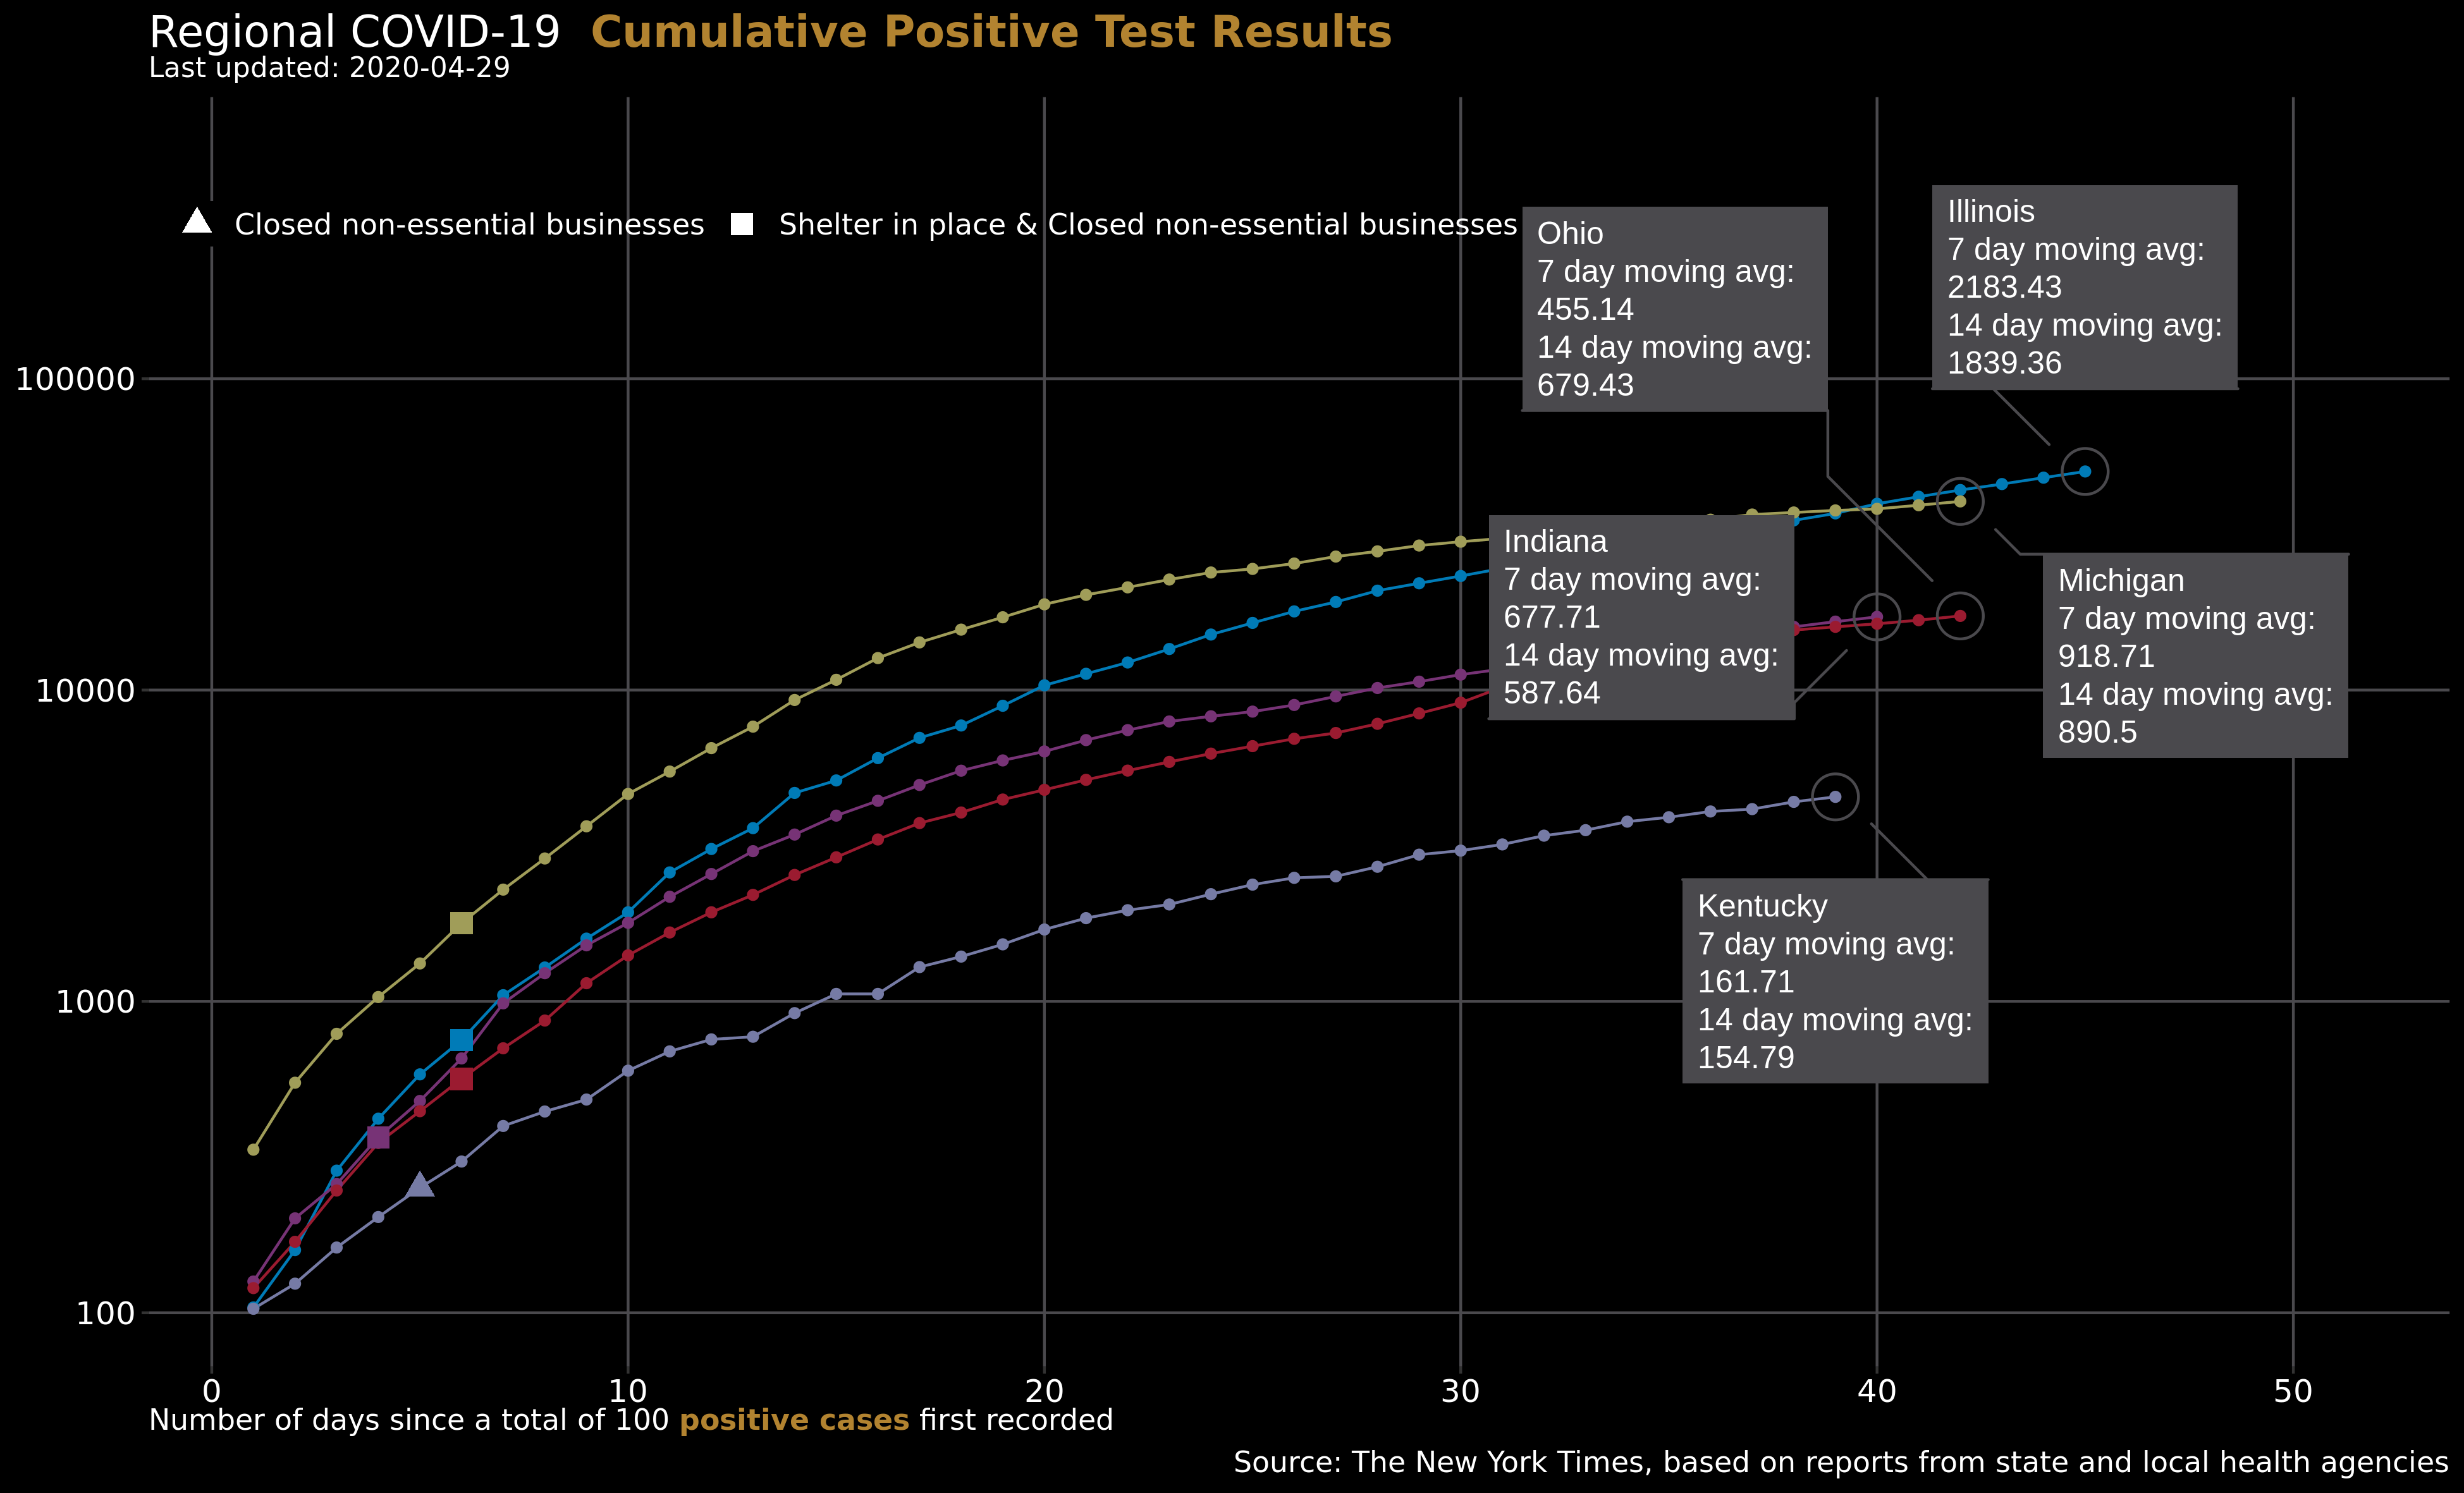 Regional COVID-19 Cumulative Positive Test Results
Last updated: 2020-04-29
Closed non-essential businesses
Shelter in place & Closed non-essential businesses
Ohio
7 day moving avg:
455.14
14 day moving avg:
679.43
Illinois
7 day moving avg:
2183.43
14 day moving avg:
1839.36
Indiana
7 day moving avg:
677.71
14 day moving avg:
587.64
Michigan
7 day moving avg:
918.71
14 day moving avg:
890.5
Kentucky
7 day moving avg:
161.71
14 day moving avg:
154.79
100000
10000
1000
100
0 10 20 30 40 50
Number of days since a total of 100 positive cases first recorded
Source: The New York Times, based on reports from state and local health agencies